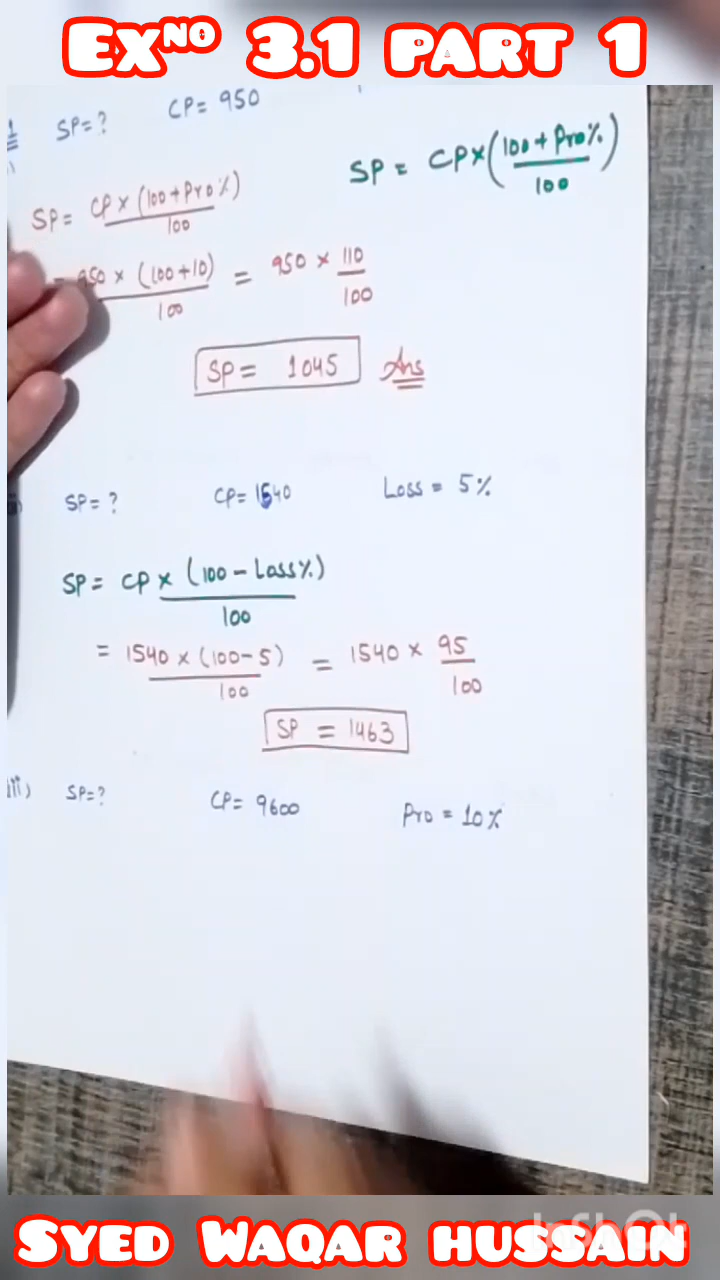 Exno 3.1 PART 1
1 SP=? CP= 950
SP = CP×(100+Pro%)/100
SP= CP × (100+Pro%)/100
= 950 × (100+10)/100 = 950 × 110/100
SP= 1045 Ans
SP=? CP= 1540 Loss = 5%
SP= CP × (100-Loss%)/100
= 1540 × (100-5)/100 = 1540 × 95/100
SP = 1463
iii) SP=? CP= 9600 Pro = 10%
SYED WAQAR HUSSAIN